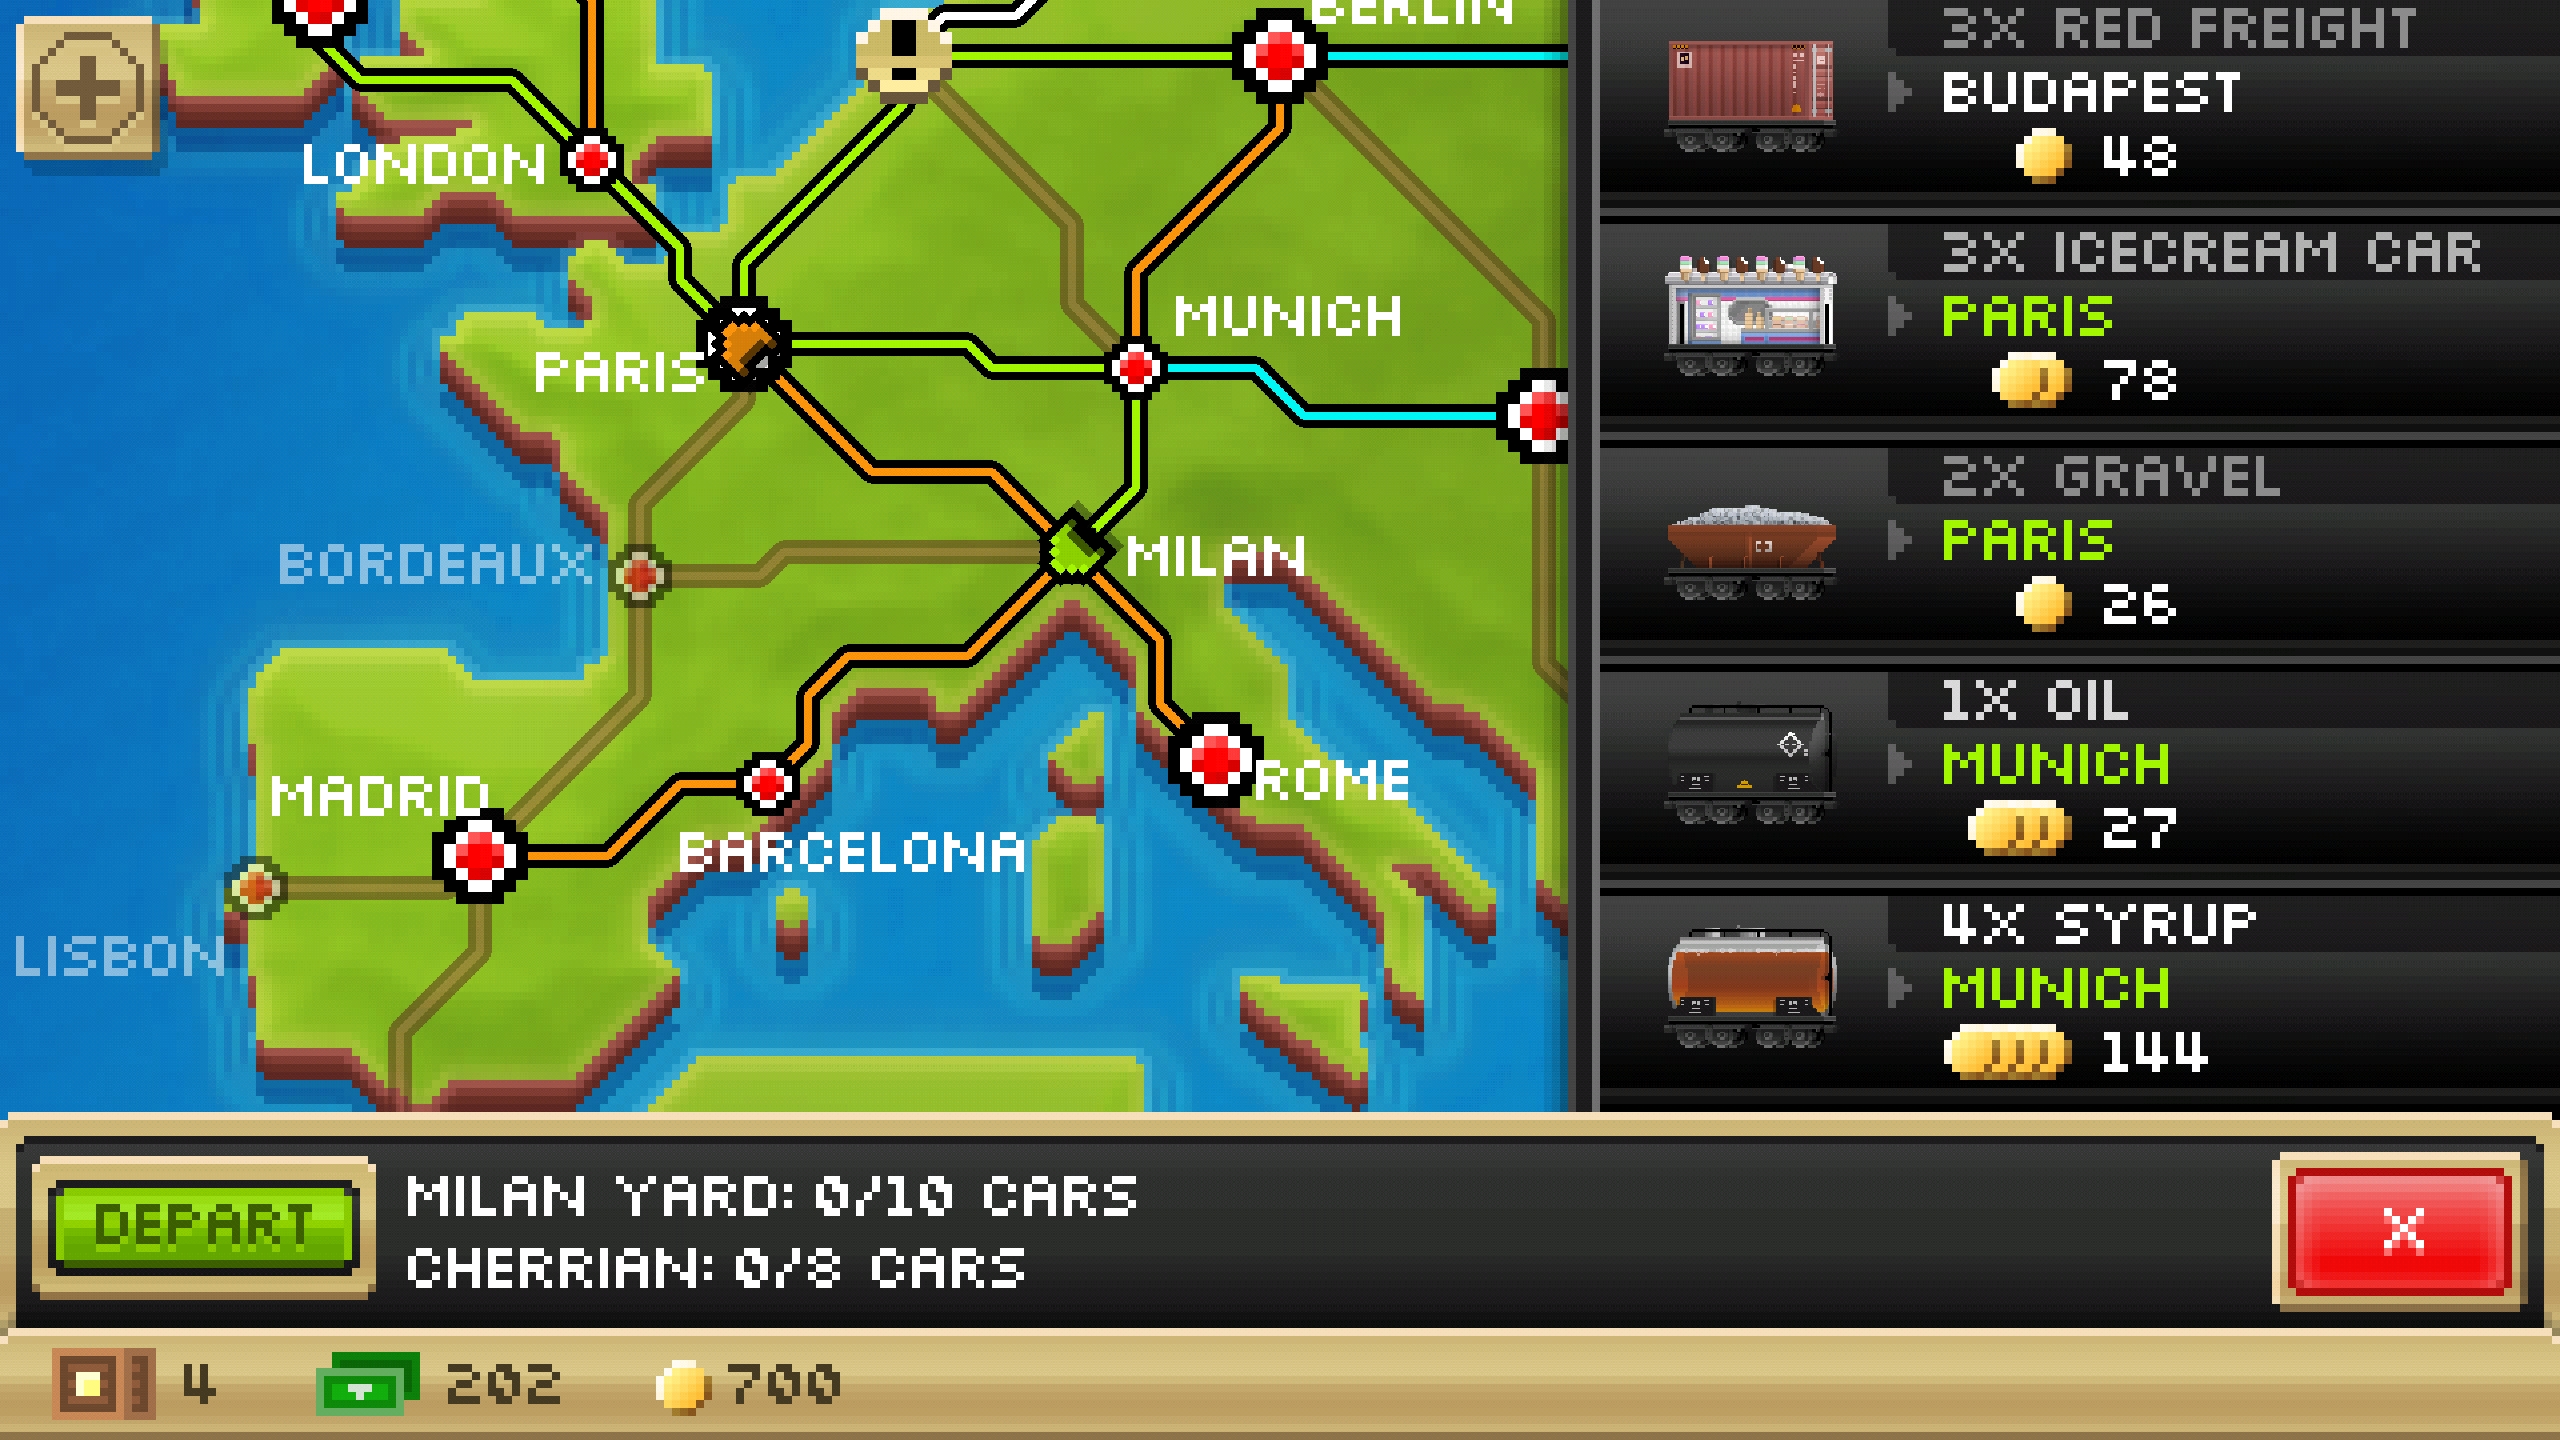 BERLIN
LONDON
MUNICH
PARIS
BORDEAUX
MILAN
MADRID
ROME
BARCELONA
LISBON
3X RED FREIGHT
BUDAPEST
48
3X ICECREAM CAR
PARIS
78
2X GRAVEL
PARIS
26
1X OIL
MUNICH
27
4X SYRUP
MUNICH
144
DEPART
MILAN YARD: 0/10 CARS
CHERRIAN: 0/8 CARS
X
4
202
700